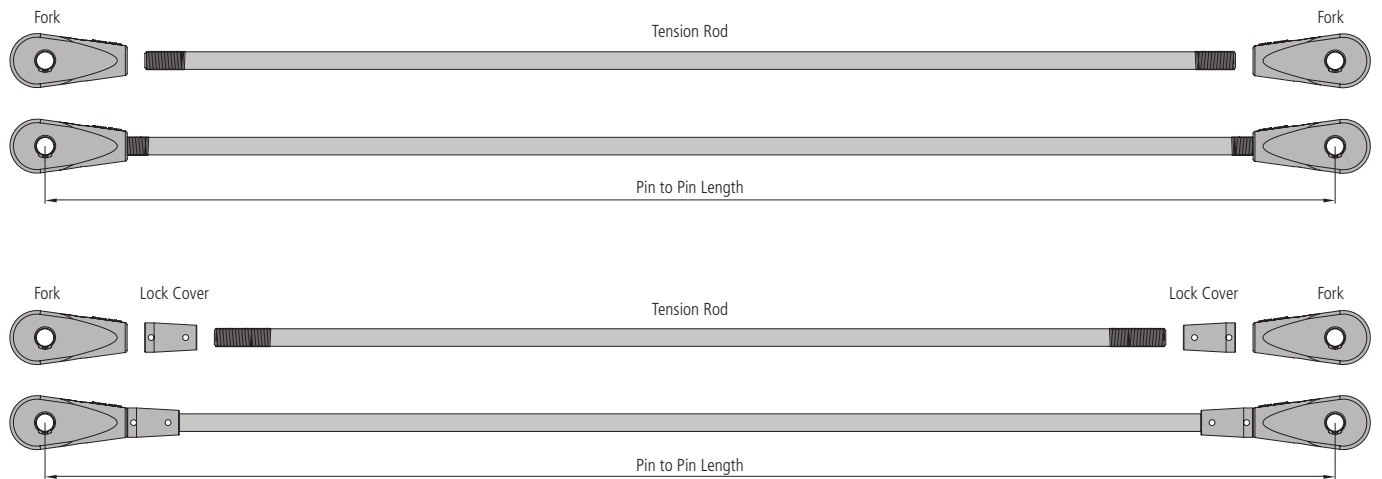 Fork
Tension Rod
Fork
Pin to Pin Length
Fork
Lock Cover
Tension Rod
Lock Cover
Fork
Pin to Pin Length